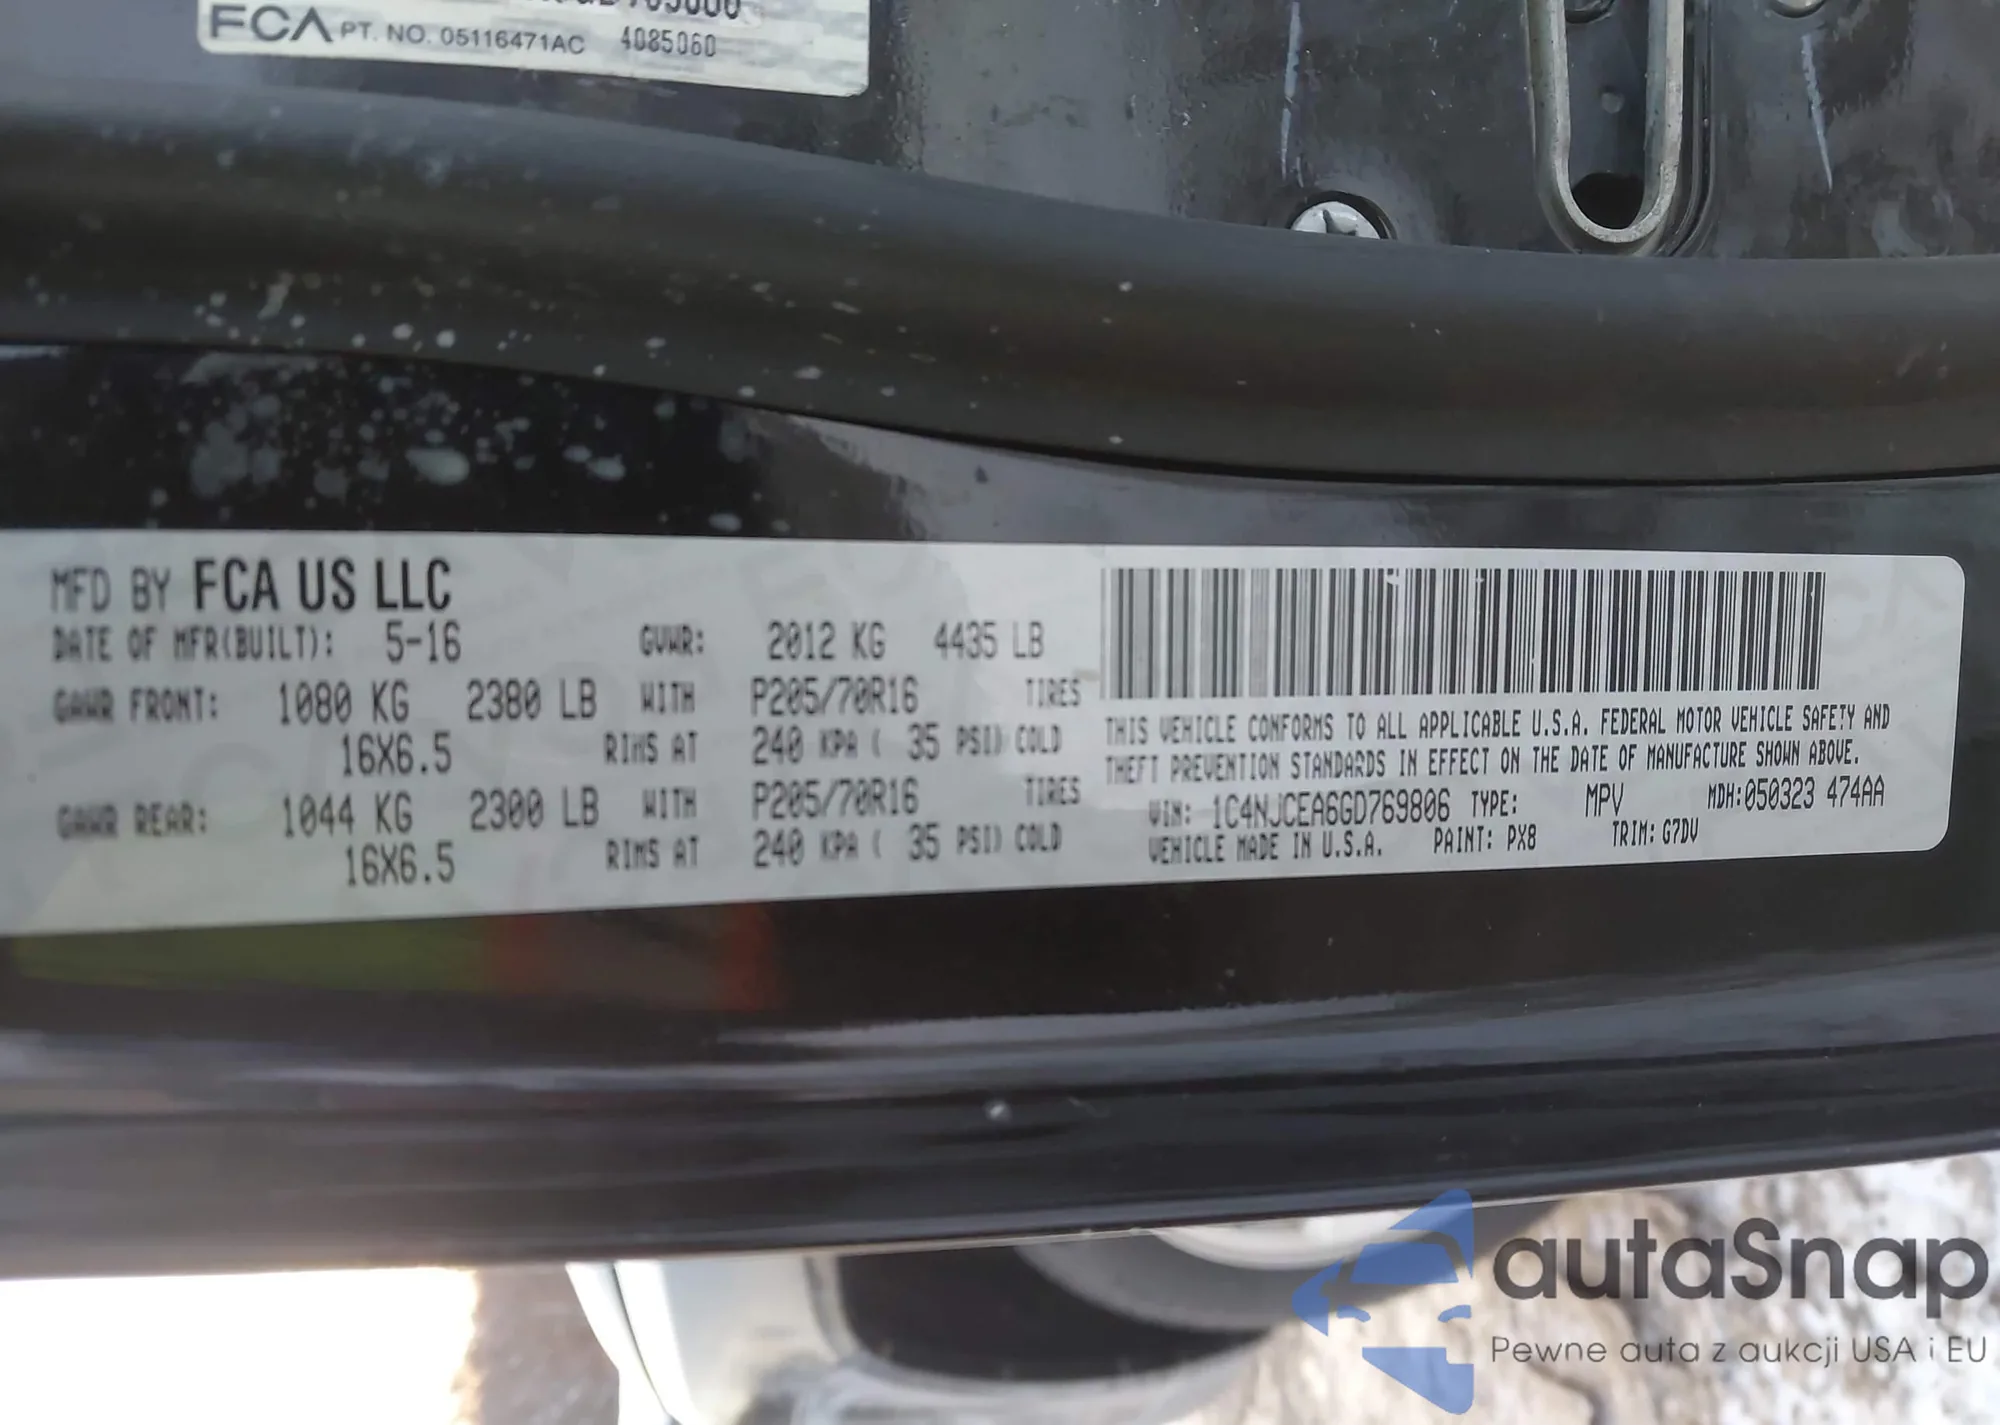 FCA PT. NO. 05116471AC 4085060
MFD BY FCA US LLC
DATE OF MFR(BUILT): 5-16 GVWR: 2012 KG 4435 LB
GAWR FRONT: 1080 KG 2380 LB WITH P205/70R16 TIRES
16X6.5 RIMS AT 240 KPA ( 35 PSI) COLD
GAWR REAR: 1044 KG 2300 LB WITH P205/70R16 TIRES
16X6.5 RIMS AT 240 KPA ( 35 PSI) COLD
THIS VEHICLE CONFORMS TO ALL APPLICABLE U.S.A. FEDERAL MOTOR VEHICLE SAFETY AND
THEFT PREVENTION STANDARDS IN EFFECT ON THE DATE OF MANUFACTURE SHOWN ABOVE.
VIN: 1C4NJCEA6GD769806 TYPE: MPV MDH:050323 474AA
VEHICLE MADE IN U.S.A. PAINT: PX8 TRIM: G7DV
autaSnap
Pewne auta z aukcji USA i EU